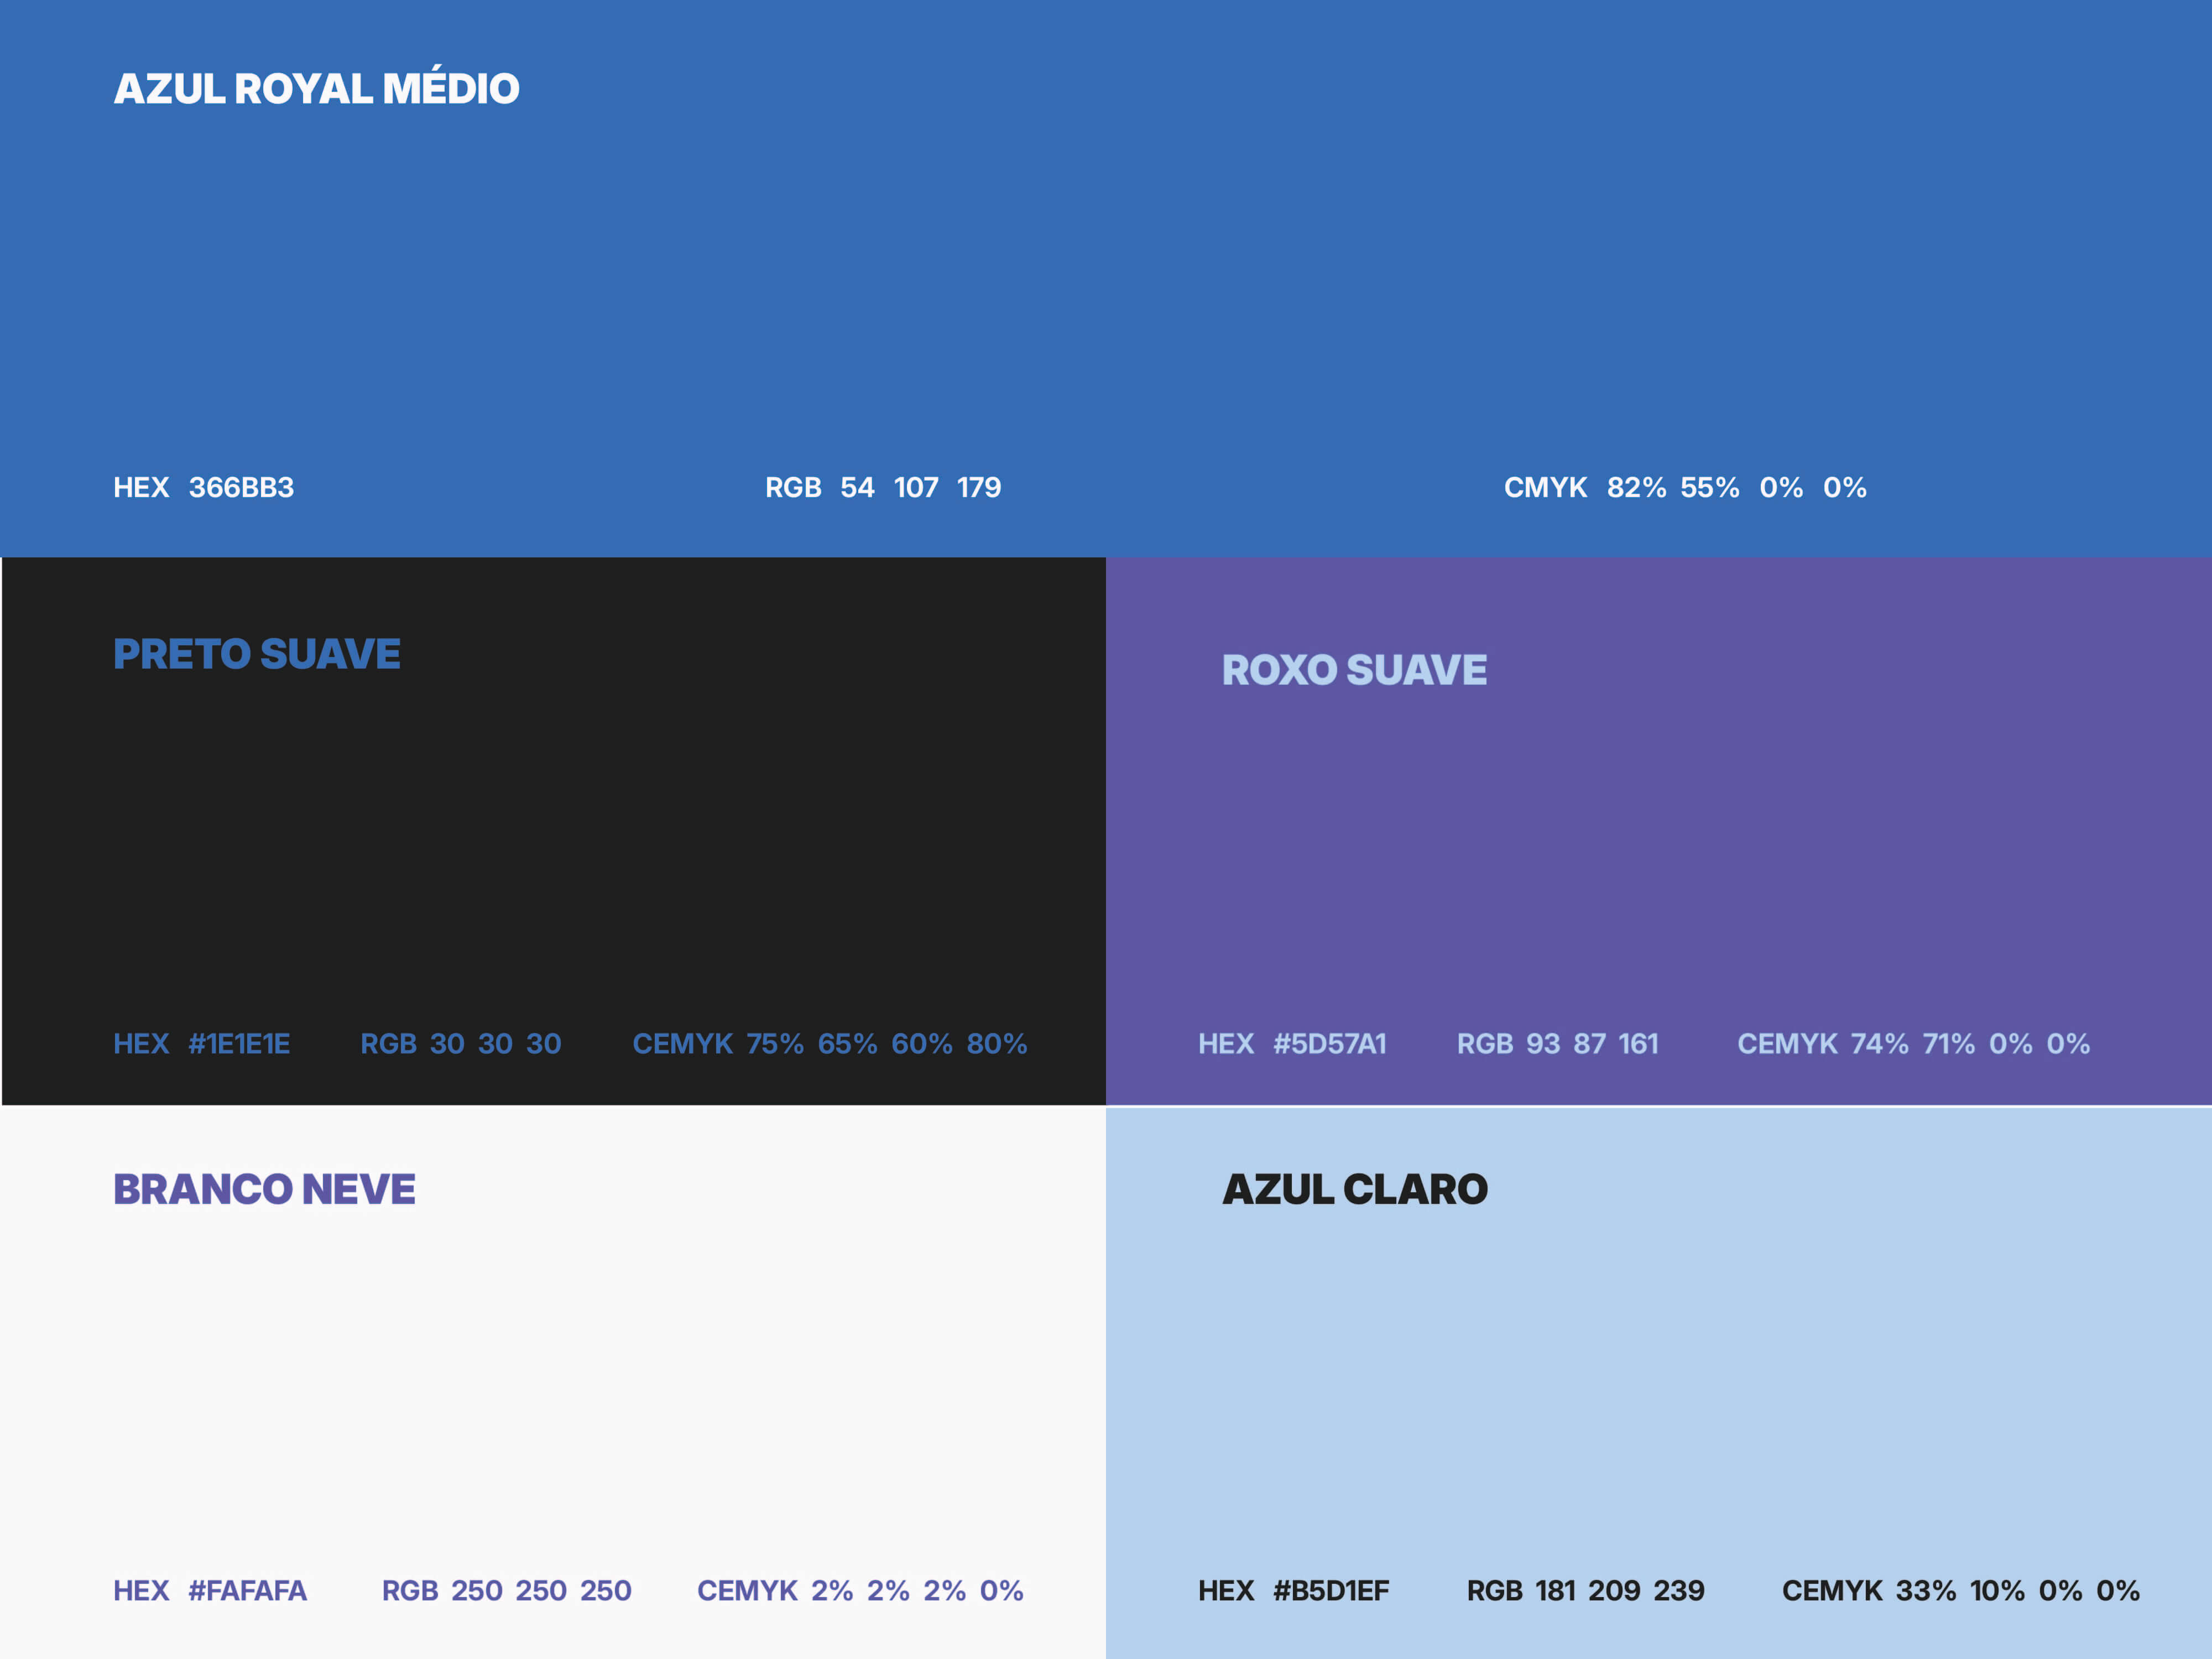 AZUL ROYAL MÉDIO
HEX 366BB3 RGB 54 107 179 CMYK 82% 55% 0% 0%
PRETO SUAVE
HEX #1E1E1E RGB 30 30 30 CEMYK 75% 65% 60% 80%
ROXO SUAVE
HEX #5D57A1 RGB 93 87 161 CEMYK 74% 71% 0% 0%
BRANCO NEVE
HEX #FAFAFA RGB 250 250 250 CEMYK 2% 2% 2% 0%
AZUL CLARO
HEX #B5D1EF RGB 181 209 239 CEMYK 33% 10% 0% 0%